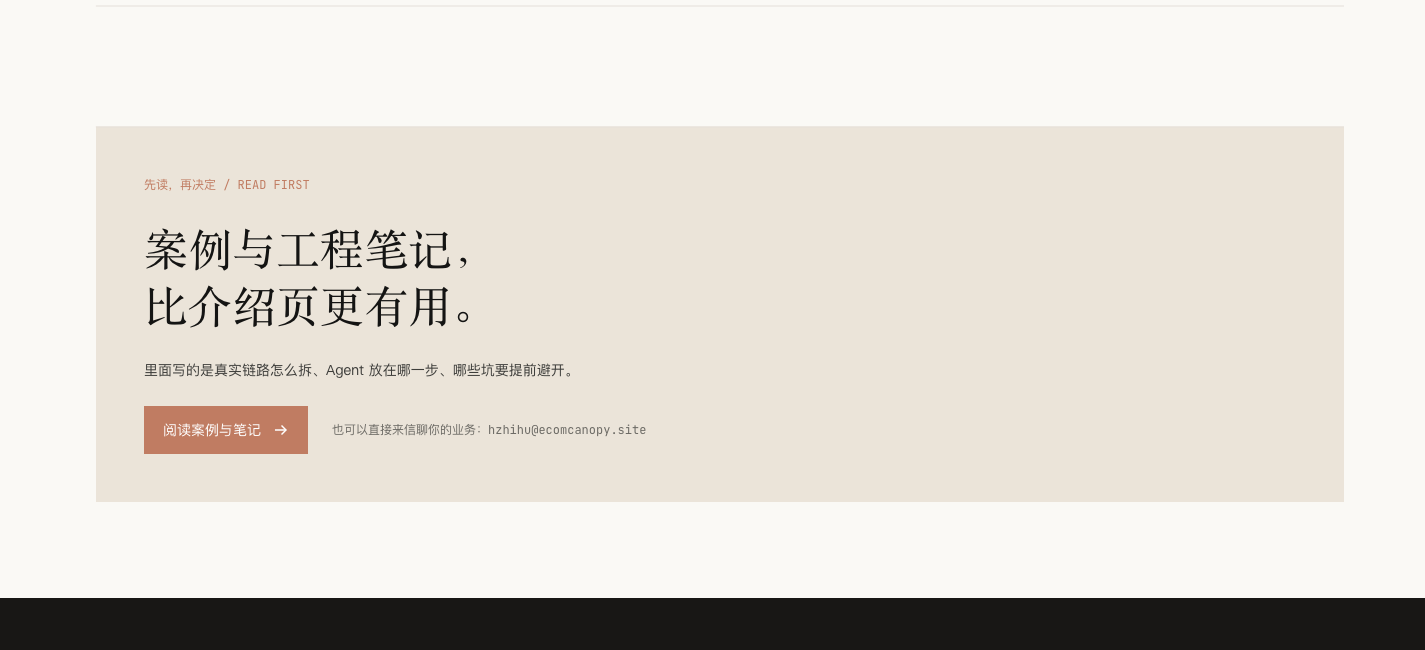 先读，再决定 / READ FIRST
案例与工程笔记，
比介绍页更有用。
里面写的是真实链路怎么拆、Agent 放在哪一步、哪些坑要提前避开。
阅读案例与笔记 →
也可以直接来信聊你的业务：hzhihu@ecomcanopy.site